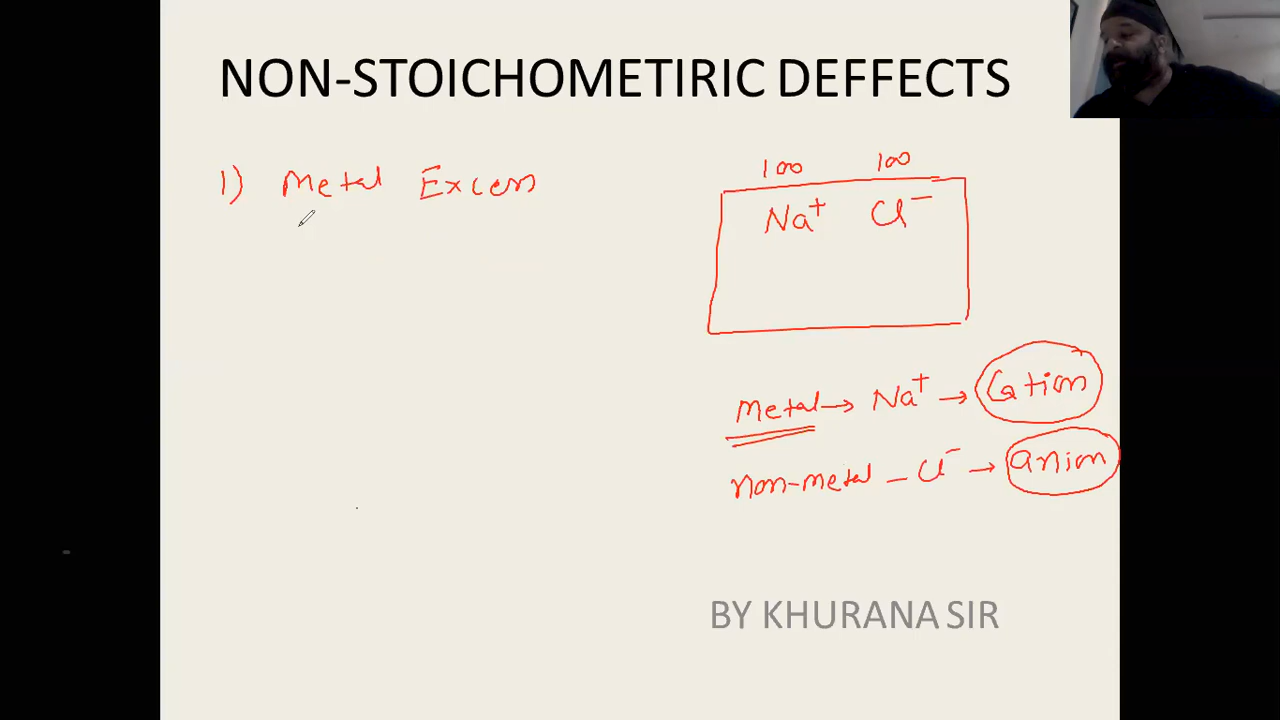 NON-STOICHOMETIRIC DEFFECTS
1) Metal Excess
100 100
Na⁺ Cl⁻
Metal → Na⁺ → Cation
non-metal – Cl⁻ → anion
BY KHURANA SIR